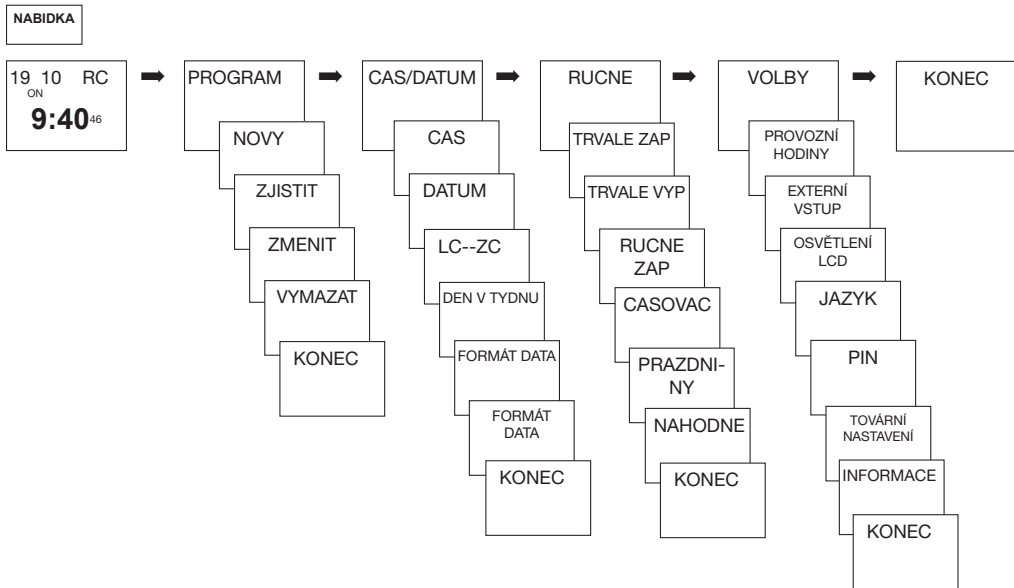 NABIDKA
19 10 RC
ON
9:40 46
PROGRAM
NOVY
ZJISTIT
ZMENIT
VYMAZAT
KONEC
CAS/DATUM
CAS
DATUM
LC--ZC
DEN V TYDNU
FORMÁT DATA
FORMÁT
DATA
KONEC
RUCNE
TRVALE ZAP
TRVALE VYP
RUCNE
ZAP
CASOVAC
PRAZDNI-
NY
NAHODNE
KONEC
VOLBY
PROVOZNÍ
HODINY
EXTERNÍ
VSTUP
OSVĚTLENÍ
LCD
JAZYK
PIN
TOVÁRNÍ
NASTAVENÍ
INFORMACE
KONEC
KONEC